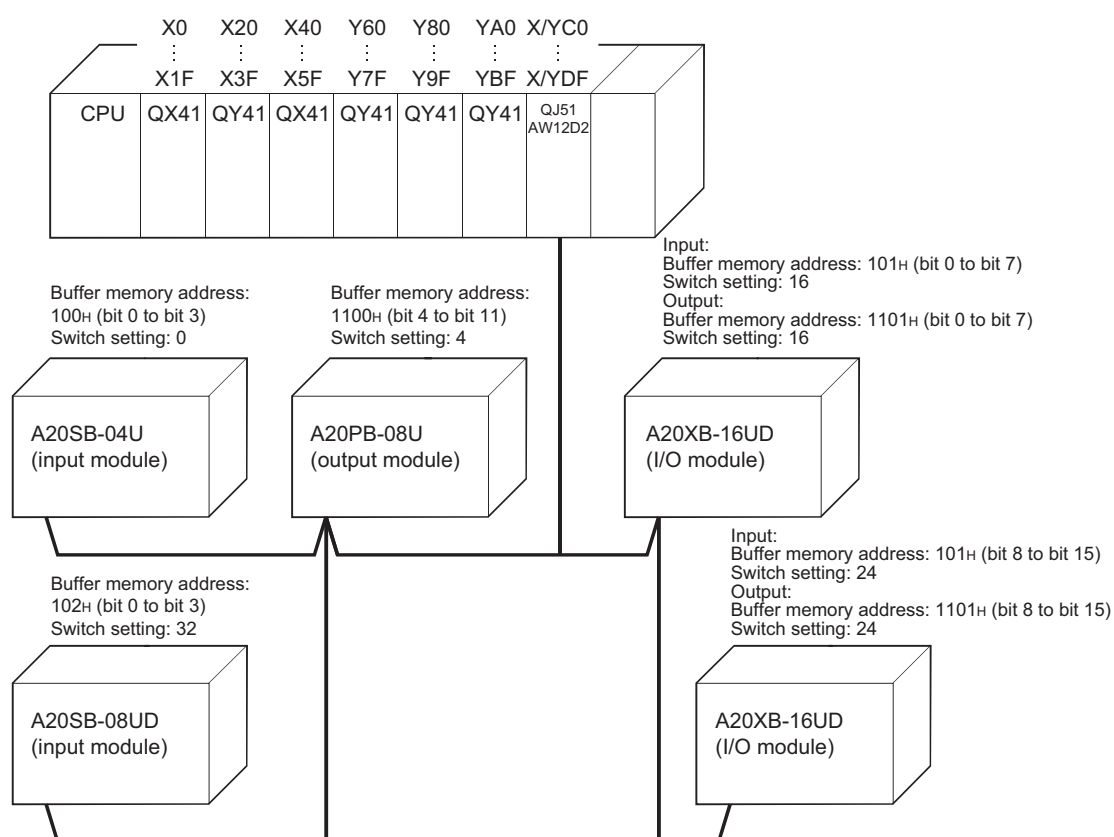 X0 X20 X40 Y60 Y80 YA0 X/YC0
X1F X3F X5F Y7F Y9F YBF X/YDF
CPU QX41 QY41 QX41 QY41 QY41 QY41 QJ51
AW12D2
Input:
Buffer memory address: 101H (bit 0 to bit 7)
Switch setting: 16
Output:
Buffer memory address: 1101H (bit 0 to bit 7)
Switch setting: 16
Buffer memory address:
100H (bit 0 to bit 3)
Switch setting: 0
Buffer memory address:
1100H (bit 4 to bit 11)
Switch setting: 4
A20SB-04U
(input module)
A20PB-08U
(output module)
A20XB-16UD
(I/O module)
Input:
Buffer memory address: 101H (bit 8 to bit 15)
Switch setting: 24
Output:
Buffer memory address: 1101H (bit 8 to bit 15)
Switch setting: 24
Buffer memory address:
102H (bit 0 to bit 3)
Switch setting: 32
A20SB-08UD
(input module)
A20XB-16UD
(I/O module)